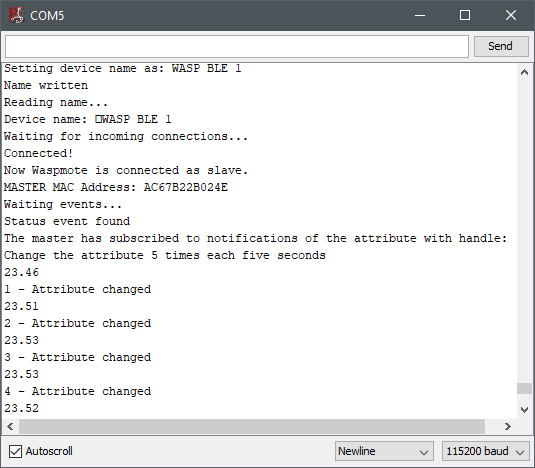 COM5
Send
Setting device name as: WASP BLE 1
Name written
Reading name...
Device name: □WASP BLE 1
Waiting for incoming connections...
Connected!
Now Waspmote is connected as slave.
MASTER MAC Address: AC67B22B024E
Waiting events...
Status event found
The master has subscribed to notifications of the attribute with handle:
Change the attribute 5 times each five seconds
23.46
1 - Attribute changed
23.51
2 - Attribute changed
23.53
3 - Attribute changed
23.53
4 - Attribute changed
23.52
Autoscroll
Newline
115200 baud